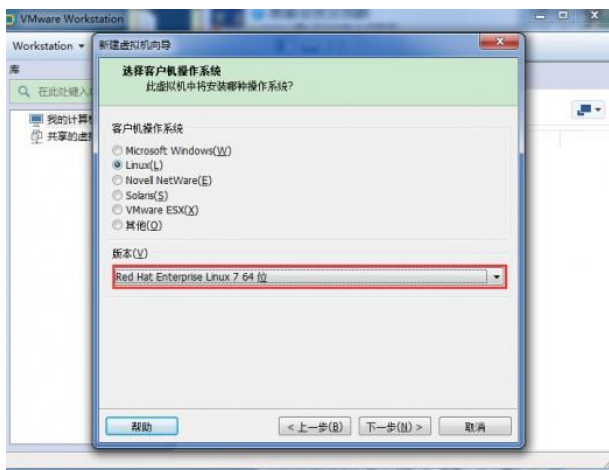 VMware Workstation
Workstation
新建虚拟机向导
库
选择客户机操作系统
此虚拟机中将安装哪种操作系统?
在此处键入
我的计算机
共享的虚
客户机操作系统
Microsoft Windows(W)
Linux(L)
Novell NetWare(E)
Solaris(S)
VMware ESX(X)
其他(O)
版本(V)
Red Hat Enterprise Linux 7 64 位
帮助
< 上一步(B)
下一步(N) >
取消